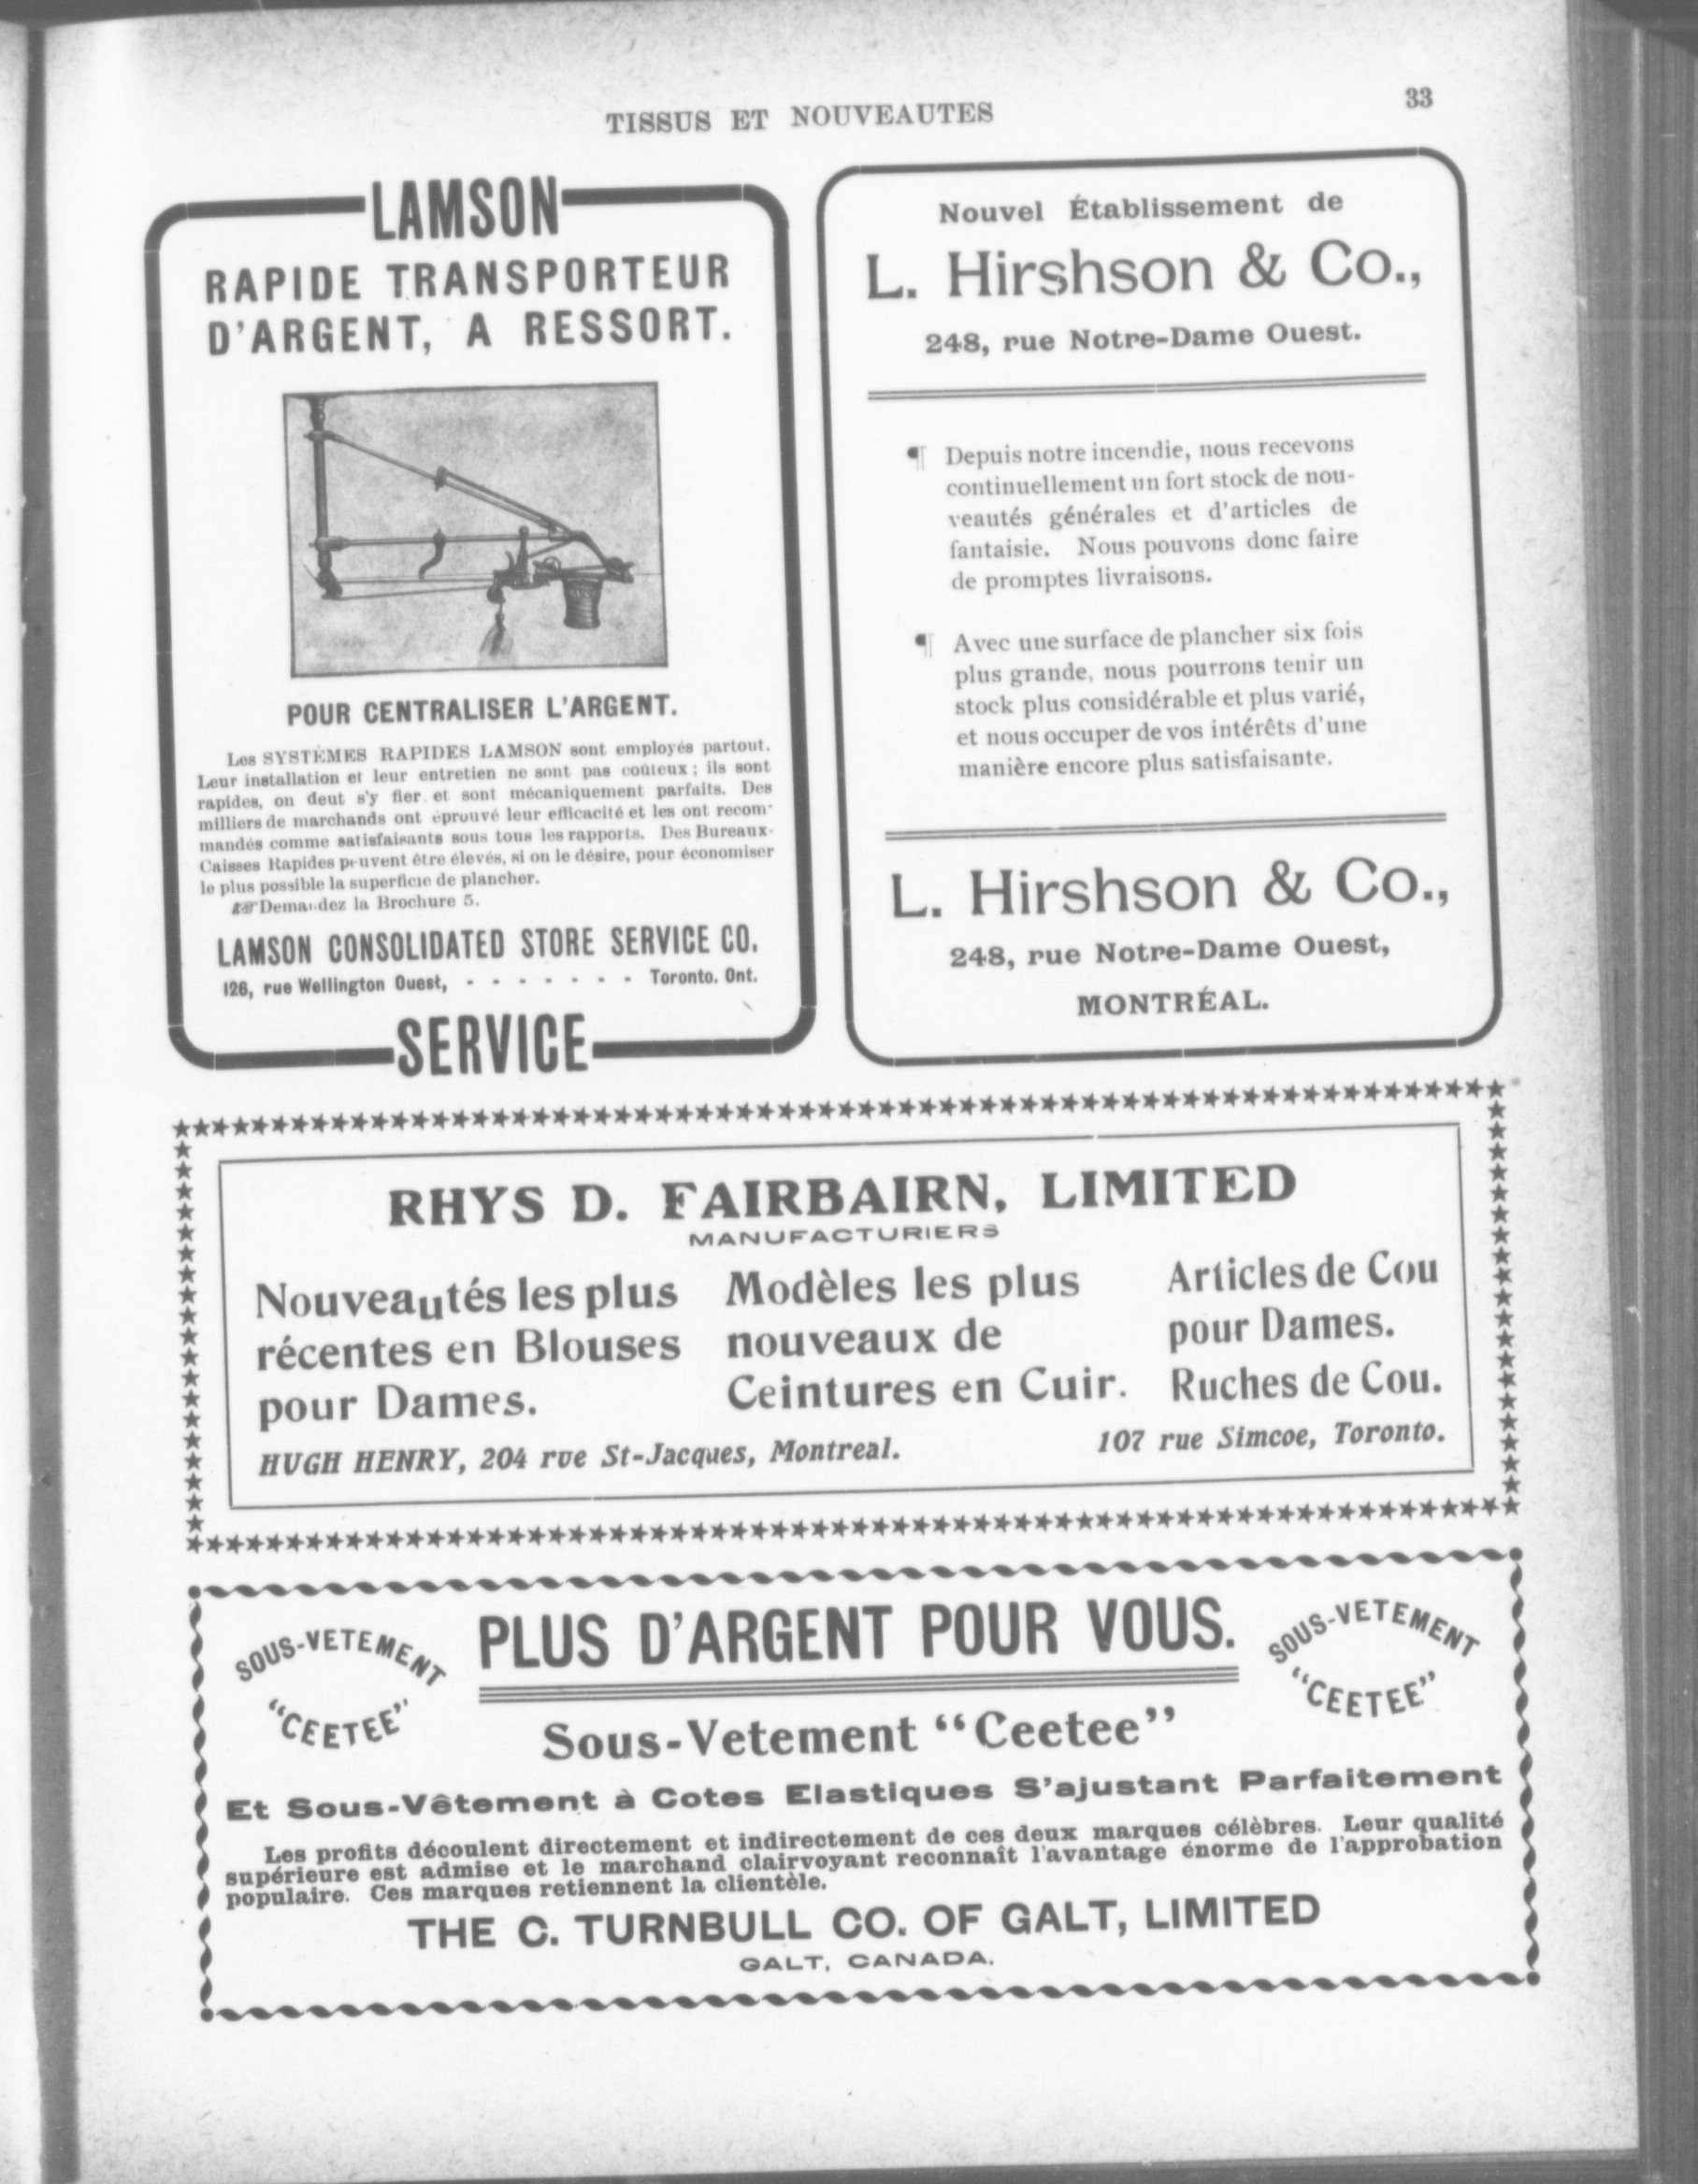 TISSUS ET NOUVEAUTES
33
LAMSON
RAPIDE TRANSPORTEUR
D'ARGENT, A RESSORT.
POUR CENTRALISER L'ARGENT.
Les SYSTÈMES RAPIDES LAMSON sont employés partout.
Leur installation et leur entretien ne sont pas coûteux ; ils sont
rapides, on deut s'y fier. et sont mécaniquement parfaits. Des
milliers de marchands ont éprouvé leur efficacité et les ont recom-
mandés comme satisfaisants sous tous les rapports. Des Bureaux-
Caisses Rapides peuvent être élevés, si on le désire, pour économiser
le plus possible la superficie de plancher.
☞ Demandez la Brochure 5.
LAMSON CONSOLIDATED STORE SERVICE CO.
126, rue Wellington Ouest, - - - - - - - Toronto. Ont.
SERVICE
Nouvel Établissement de
L. Hirshson & Co.,
248, rue Notre-Dame Ouest.
¶ Depuis notre incendie, nous recevons
continuellement un fort stock de nou-
veautés générales et d'articles de
fantaisie. Nous pouvons donc faire
de promptes livraisons.
¶ Avec une surface de plancher six fois
plus grande, nous pourrons tenir un
stock plus considérable et plus varié,
et nous occuper de vos intérêts d'une
manière encore plus satisfaisante.
L. Hirshson & Co.,
248, rue Notre-Dame Ouest,
MONTRÉAL.
RHYS D. FAIRBAIRN, LIMITED
MANUFACTURIERS
Nouveautés les plus
récentes en Blouses
pour Dames.
Modèles les plus
nouveaux de
Ceintures en Cuir.
Articles de Cou
pour Dames.
Ruches de Cou.
HUGH HENRY, 204 rue St-Jacques, Montreal.
107 rue Simcoe, Toronto.
SOUS-VETEMENT
"CEETEE"
PLUS D'ARGENT POUR VOUS.
SOUS-VETEMENT
"CEETEE"
Sous-Vetement "Ceetee"
Et Sous-Vêtement à Cotes Elastiques S'ajustant Parfaitement
Les profits découlent directement et indirectement de ces deux marques célèbres. Leur qualité
supérieure est admise et le marchand clairvoyant reconnaît l'avantage énorme de l'approbation
populaire. Ces marques retiennent la clientèle.
THE C. TURNBULL CO. OF GALT, LIMITED
GALT, CANADA.